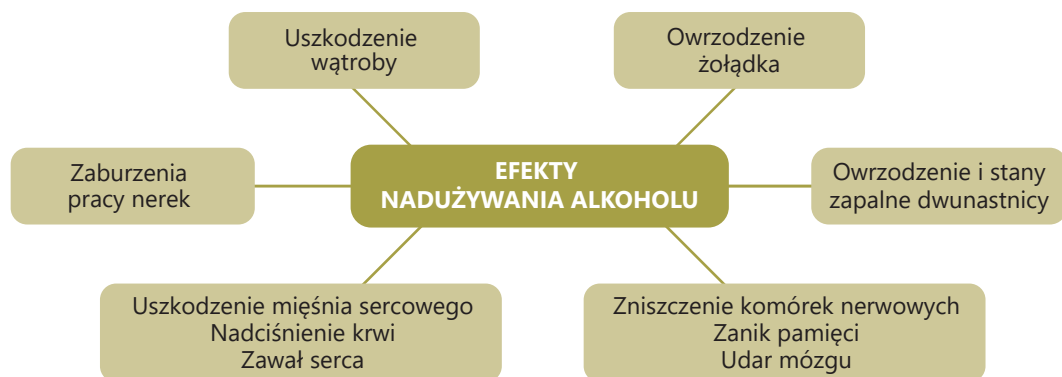 Uszkodzenie
wątroby
Owrzodzenie
żołądka
Zaburzenia
pracy nerek
EFEKTY
NADUŻYWANIA ALKOHOLU
Owrzodzenie i stany
zapalne dwunastnicy
Uszkodzenie mięśnia sercowego
Nadciśnienie krwi
Zawał serca
Zniszczenie komórek nerwowych
Zanik pamięci
Udar mózgu